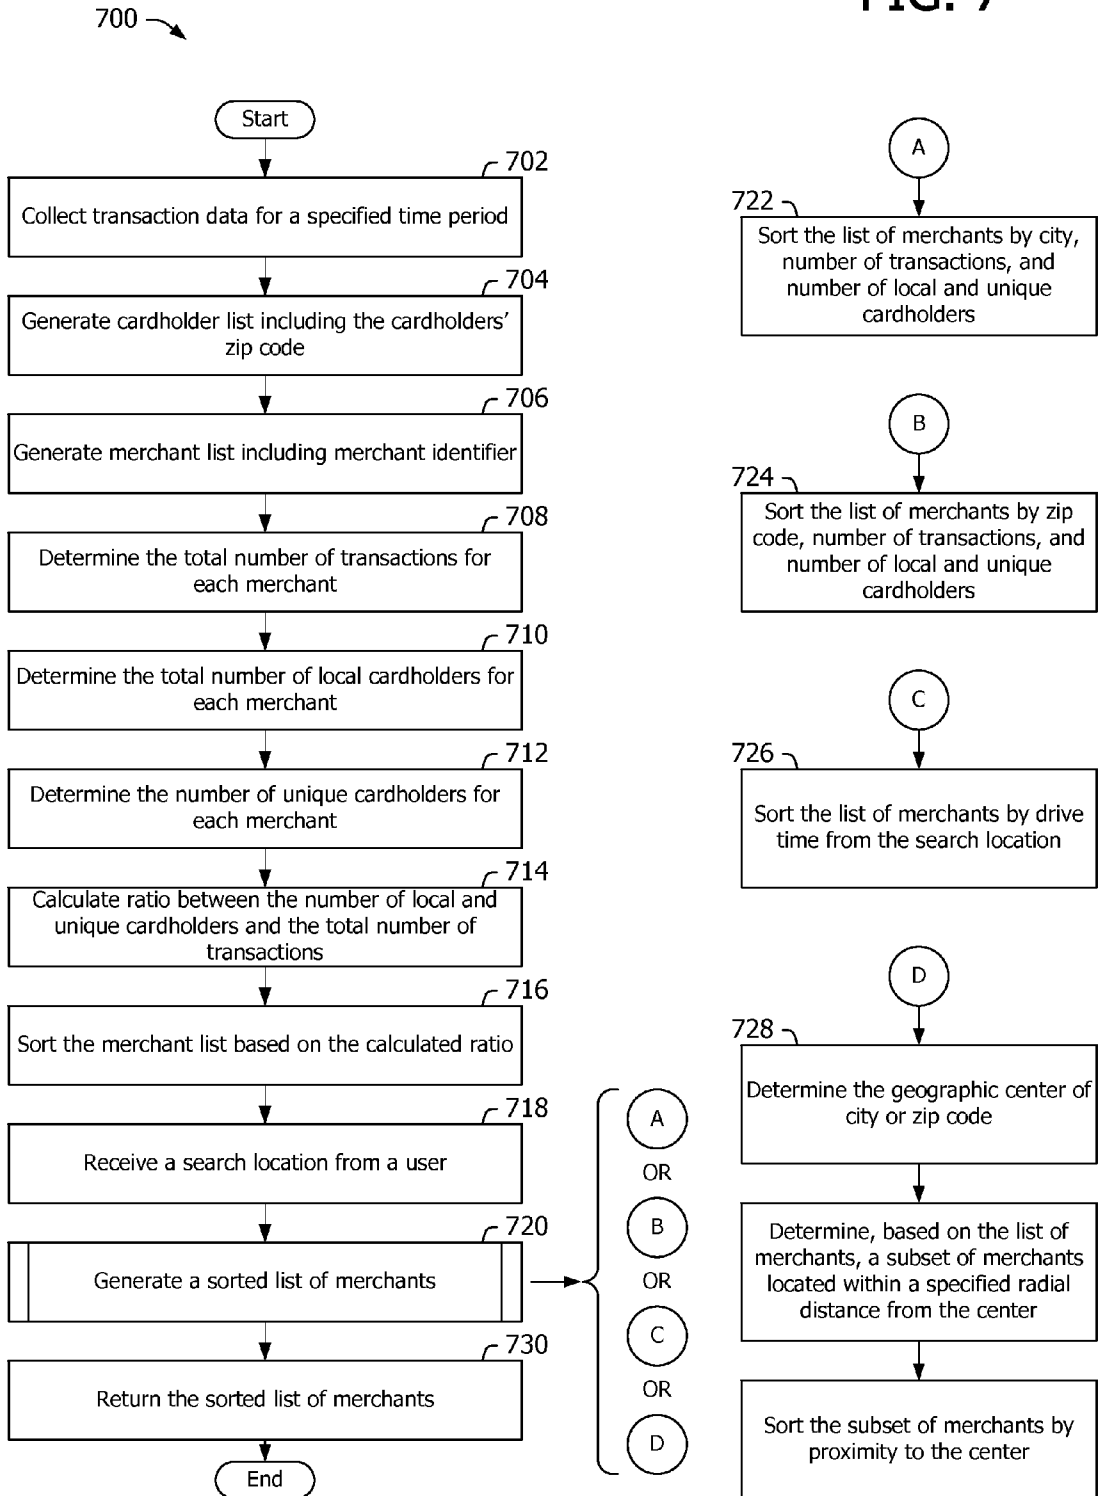 700
FIG. 7
Start
702
Collect transaction data for a specified time period
704
Generate cardholder list including the cardholders'
zip code
706
Generate merchant list including merchant identifier
708
Determine the total number of transactions for
each merchant
710
Determine the total number of local cardholders for
each merchant
712
Determine the number of unique cardholders for
each merchant
714
Calculate ratio between the number of local and
unique cardholders and the total number of
transactions
716
Sort the merchant list based on the calculated ratio
718
Receive a search location from a user
720
Generate a sorted list of merchants
730
Return the sorted list of merchants
End
A
OR
B
OR
C
OR
D
A
722
Sort the list of merchants by city,
number of transactions, and
number of local and unique
cardholders
B
724
Sort the list of merchants by zip
code, number of transactions, and
number of local and unique
cardholders
C
726
Sort the list of merchants by drive
time from the search location
D
728
Determine the geographic center of
city or zip code
Determine, based on the list of
merchants, a subset of merchants
located within a specified radial
distance from the center
Sort the subset of merchants by
proximity to the center